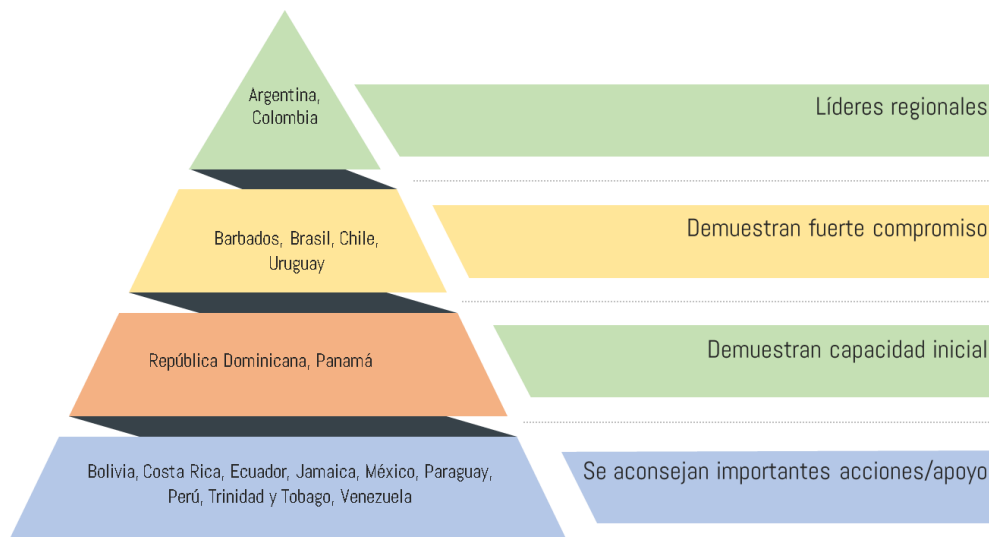 Argentina,
Colombia
Líderes regionales
Barbados, Brasil, Chile,
Uruguay
Demuestran fuerte compromiso
República Dominicana, Panamá
Demuestran capacidad inicial
Bolivia, Costa Rica, Ecuador, Jamaica, México, Paraguay,
Perú, Trinidad y Tobago, Venezuela
Se aconsejan importantes acciones/apoyo